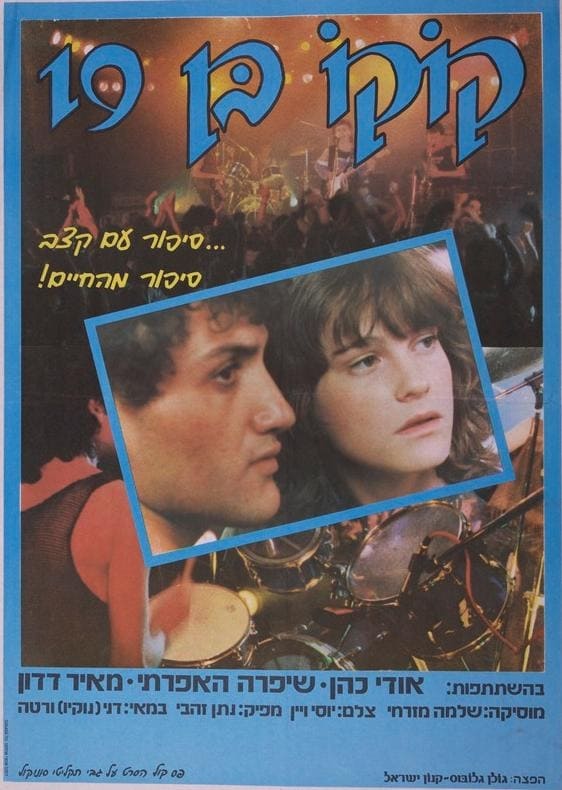 קוקו בן 19
...סיפור עם קצב
סיפור מהחיים!
בהשתתפות: אודי כהן • שיפרה האפרתי • מאיר דדון
מוסיקה: שלמה מזרחי צלם: יוסי ויין מפיק: נתן זהבי במאי: דני (נוקיו) ורטה
הפצה: גולן גלובוס-קנון ישראל
פס קול הסרט על גבי תקליטי סונוקול